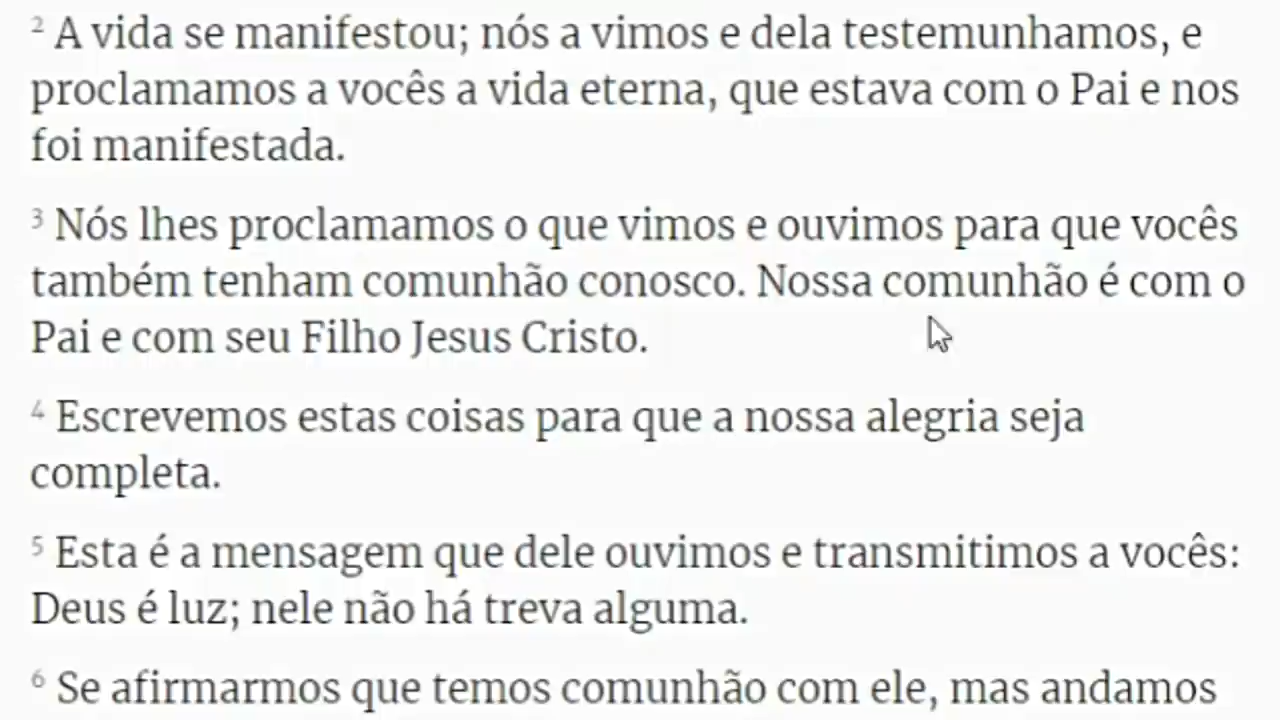 2 A vida se manifestou; nós a vimos e dela testemunhamos, e
proclamamos a vocês a vida eterna, que estava com o Pai e nos
foi manifestada.
3 Nós lhes proclamamos o que vimos e ouvimos para que vocês
também tenham comunhão conosco. Nossa comunhão é com o
Pai e com seu Filho Jesus Cristo.
4 Escrevemos estas coisas para que a nossa alegria seja
completa.
5 Esta é a mensagem que dele ouvimos e transmitimos a vocês:
Deus é luz; nele não há treva alguma.
6 Se afirmarmos que temos comunhão com ele, mas andamos